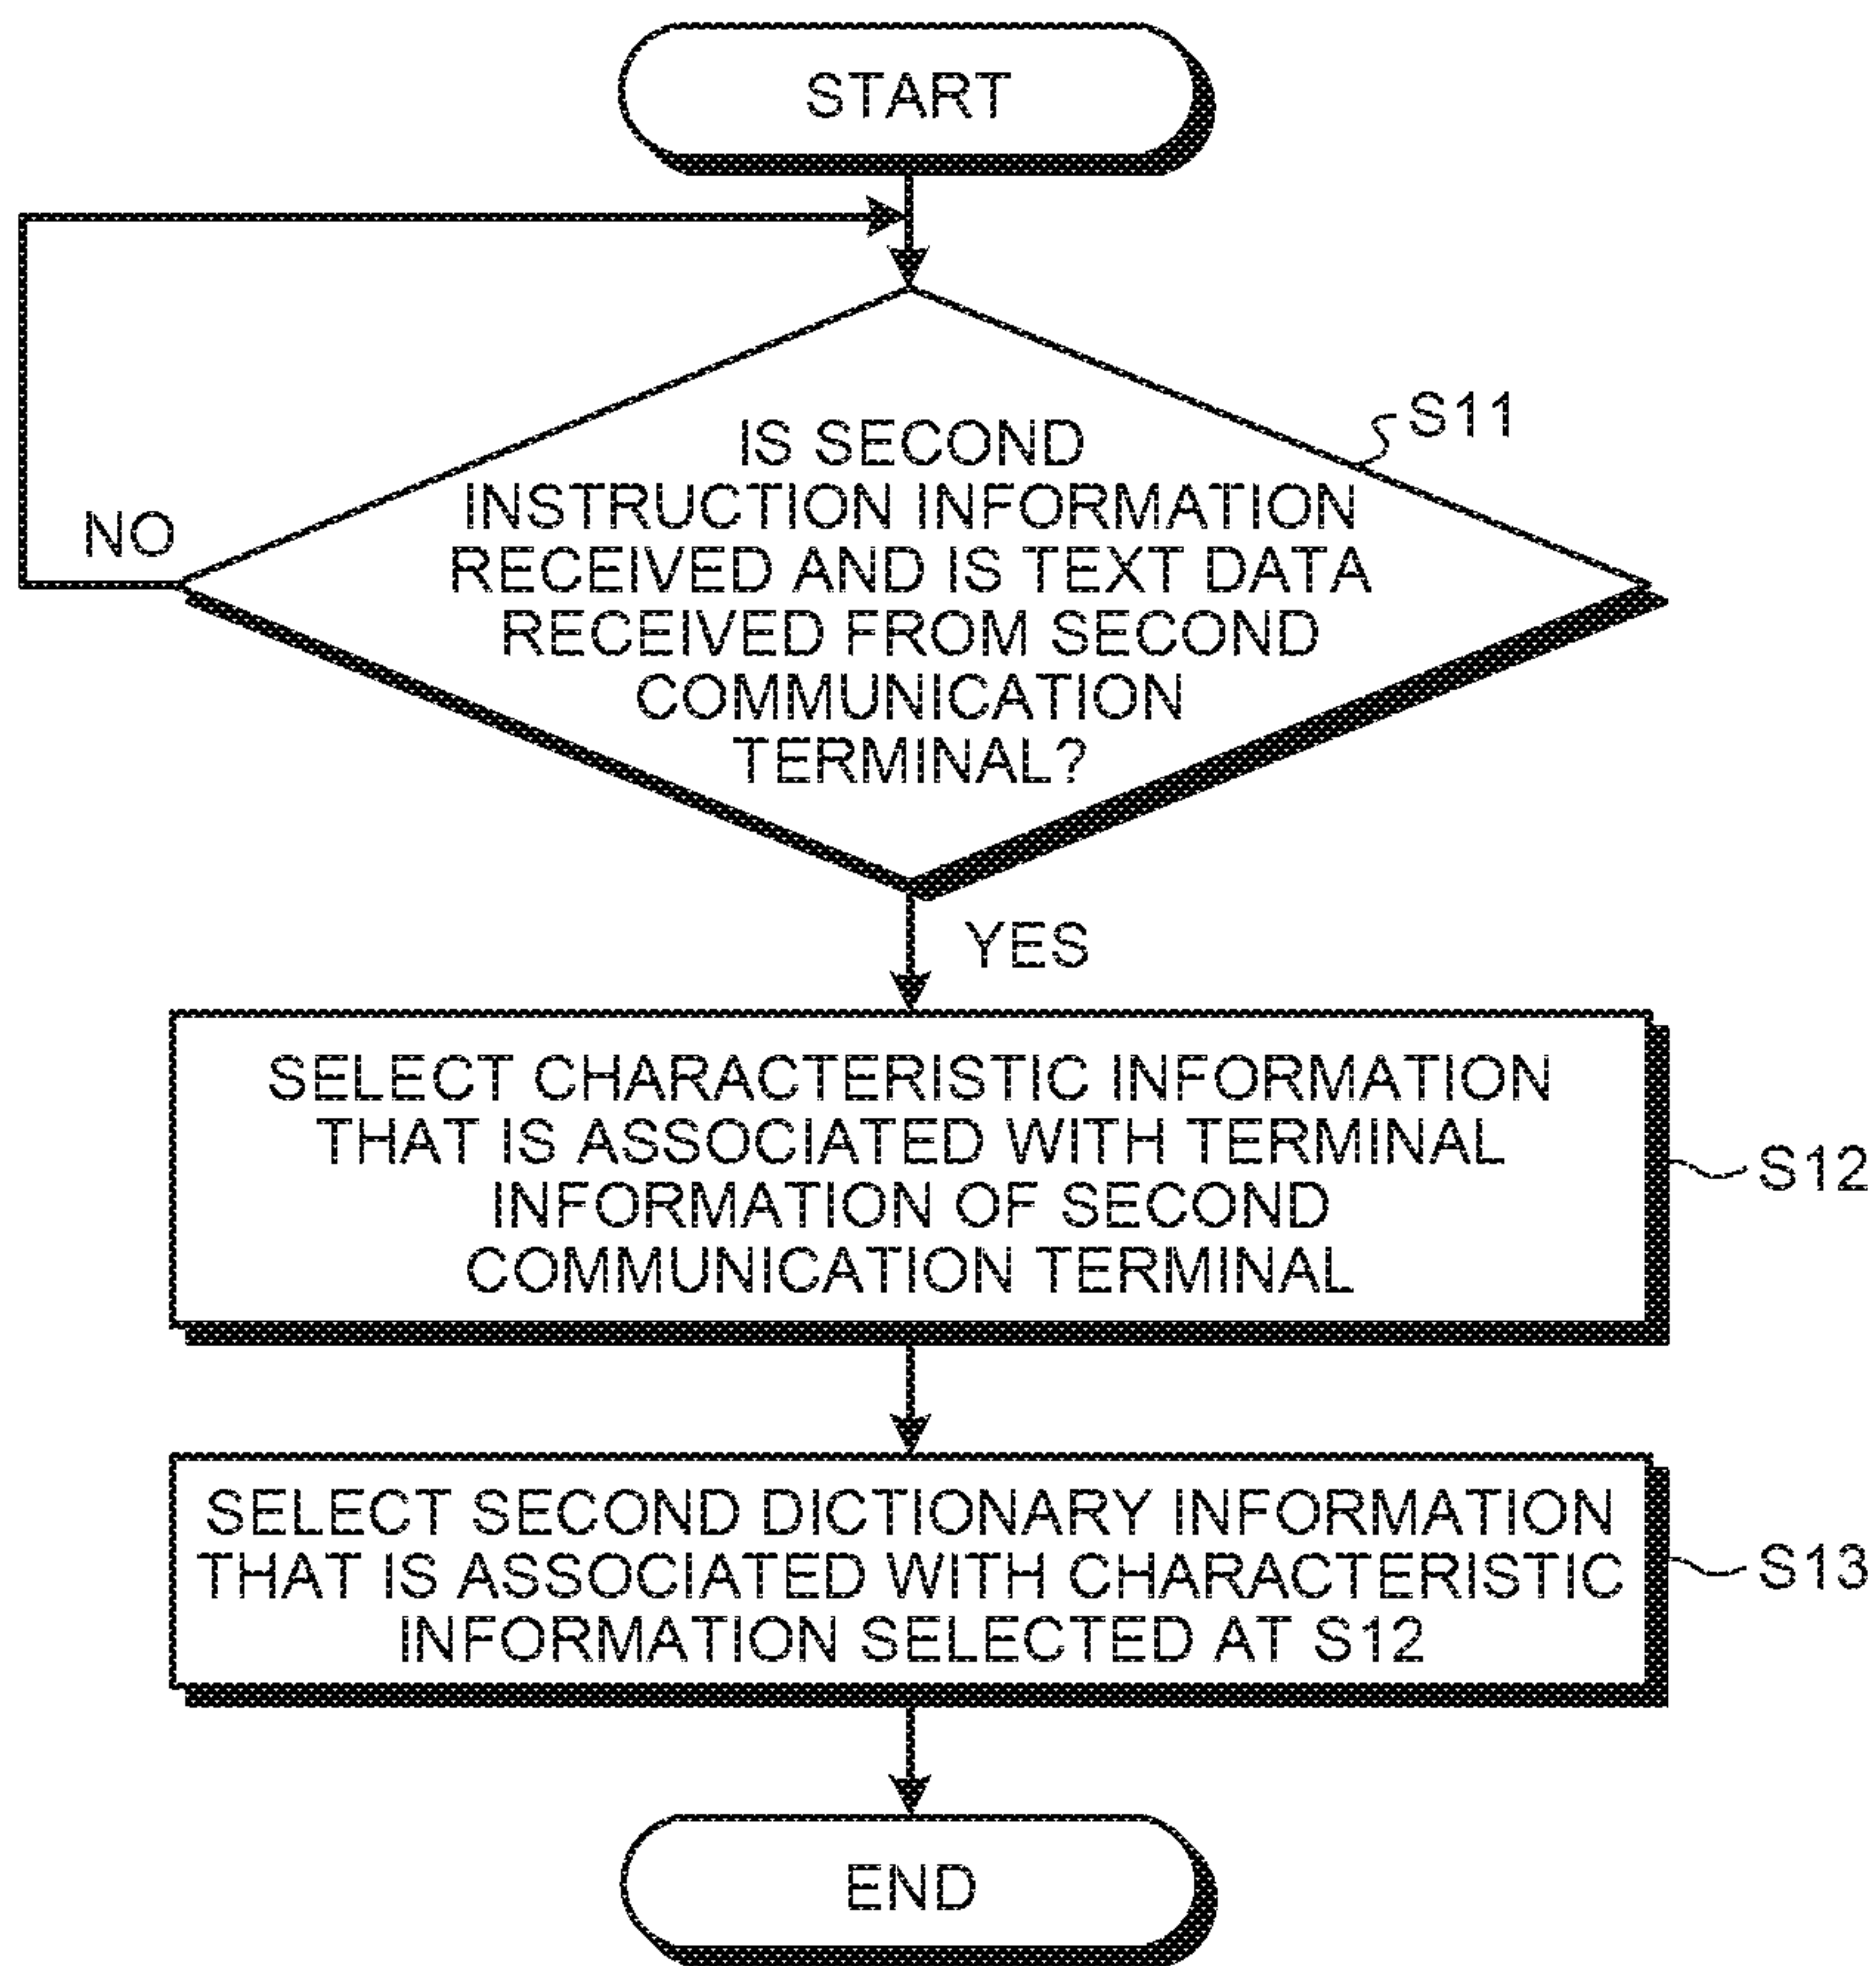 START
IS SECOND
INSTRUCTION INFORMATION
RECEIVED AND IS TEXT DATA
RECEIVED FROM SECOND
COMMUNICATION
TERMINAL?
S11
NO
YES
SELECT CHARACTERISTIC INFORMATION
THAT IS ASSOCIATED WITH TERMINAL
INFORMATION OF SECOND
COMMUNICATION TERMINAL
S12
SELECT SECOND DICTIONARY INFORMATION
THAT IS ASSOCIATED WITH CHARACTERISTIC
INFORMATION SELECTED AT S12
S13
END